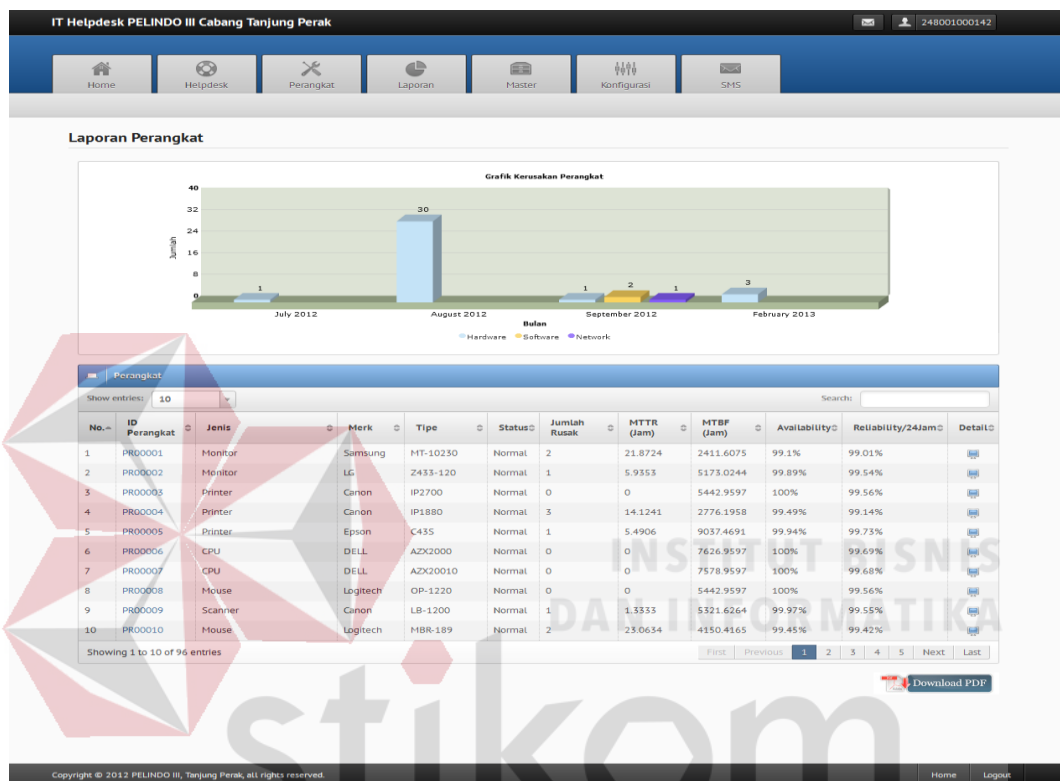 IT Helpdesk PELINDO III Cabang Tanjung Perak 248001000142
Home Helpdesk Perangkat Laporan Master Konfigurasi SMS
Laporan Perangkat
Grafik Kerusakan Perangkat
40
32
24
16
8
0
Jumlah
1 30 1 2 1 3
July 2012 August 2012 September 2012 February 2013
Bulan
Hardware Software Network
Perangkat
Show entries: 10 Search:
No. ID Perangkat Jenis Merk Tipe Status Jumlah Rusak MTTR (Jam) MTBF (Jam) Availability Reliability/24Jam Detail
1 PR00001 Monitor Samsung MT-10230 Normal 2 21.8724 2411.6075 99.1% 99.01%
2 PR00002 Monitor LG Z433-120 Normal 1 5.9353 5173.0244 99.89% 99.54%
3 PR00003 Printer Canon IP2700 Normal 0 0 5442.9597 100% 99.56%
4 PR00004 Printer Canon IP1880 Normal 3 14.1241 2776.1958 99.49% 99.14%
5 PR00005 Printer Epson C43S Normal 1 5.4906 9037.4691 99.94% 99.73%
6 PR00006 CPU DELL AZX2000 Normal 0 0 7626.9597 100% 99.69%
7 PR00007 CPU DELL AZX20010 Normal 0 0 7578.9597 100% 99.68%
8 PR00008 Mouse Logitech OP-1220 Normal 0 0 5442.9597 100% 99.56%
9 PR00009 Scanner Canon LB-1200 Normal 1 1.3333 5321.6264 99.97% 99.55%
10 PR00010 Mouse Logitech MBR-189 Normal 2 23.0634 4150.4165 99.45% 99.42%
INSTITUT BISNIS
DAN INFORMATIKA
Showing 1 to 10 of 96 entries First Previous 1 2 3 4 5 Next Last
Download PDF
stikom
Copyright © 2012 PELINDO III, Tanjung Perak, all rights reserved. Home Logout